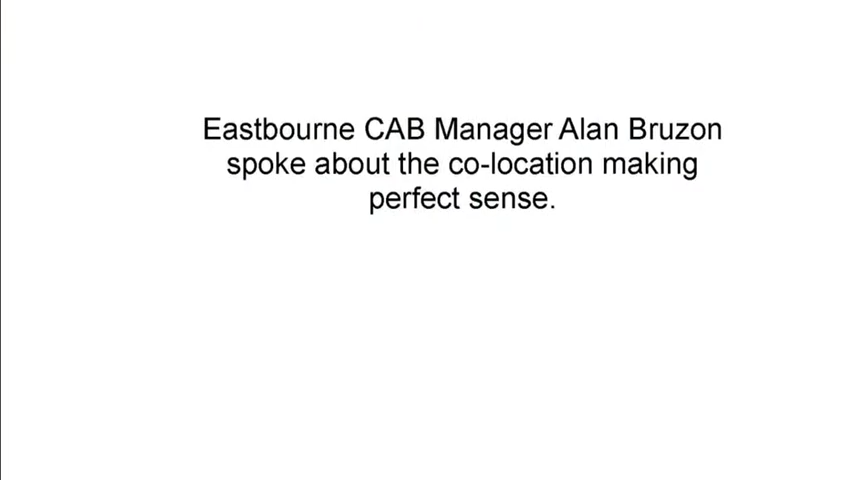 Eastbourne CAB Manager Alan Bruzon
spoke about the co-location making
perfect sense.